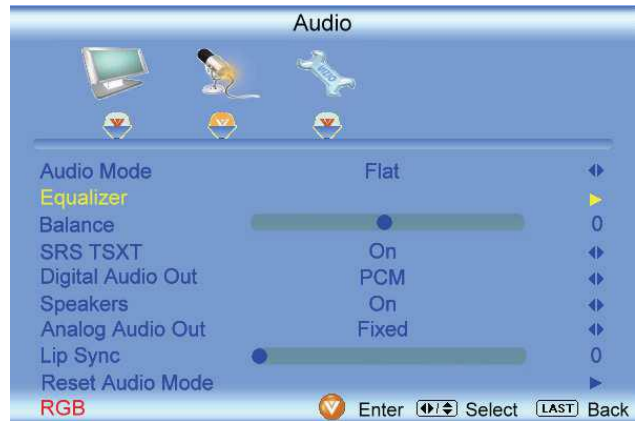 Audio
VIZIO
Audio Mode Flat
Equalizer
Balance 0
SRS TSXT On
Digital Audio Out PCM
Speakers On
Analog Audio Out Fixed
Lip Sync 0
Reset Audio Mode
RGB Enter Select LAST Back